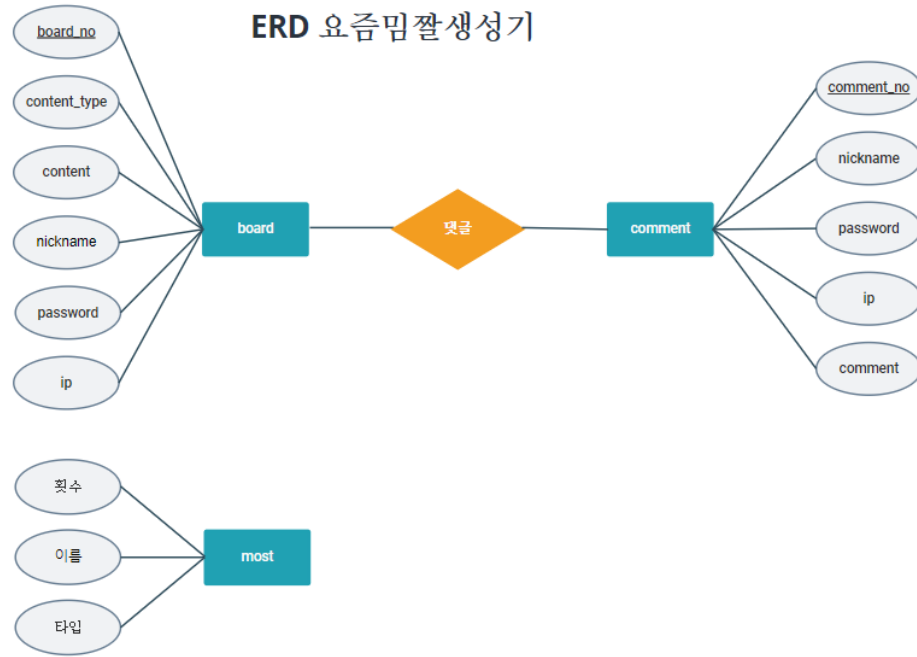 ERD 요즘밈짤생성기
board_no
content_type
content
nickname
password
ip
board
댓글
comment
comment_no
nickname
password
ip
comment
횟수
이름
타입
most